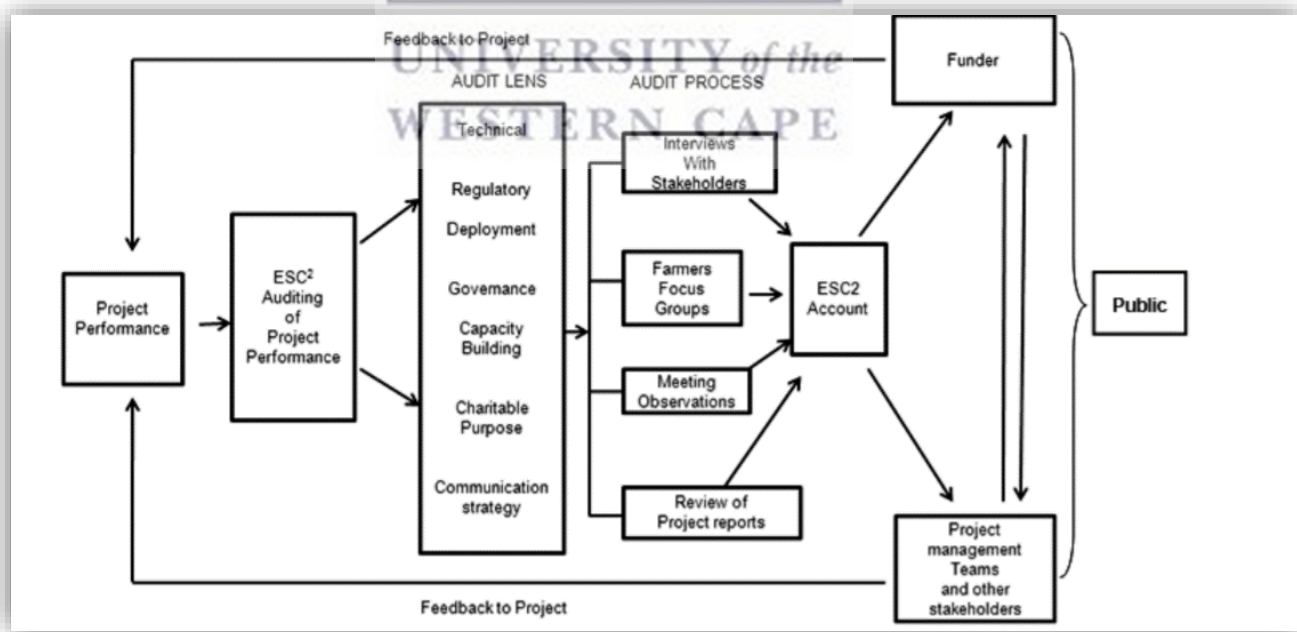 Feedback to Project
UNIVERSITY of the
WESTERN CAPE
AUDIT LENS
AUDIT PROCESS
Funder
Technical
Regulatory
Deployment
Governance
Capacity
Building
Charitable
Purpose
Communication
strategy
Interviews
With
Stakeholders
Farmers
Focus
Groups
Meeting
Observations
Review of
Project reports
Project
Performance
ESC²
Auditing
of
Project
Performance
ESC2
Account
Public
Project
management
Teams
and other
stakeholders
Feedback to Project